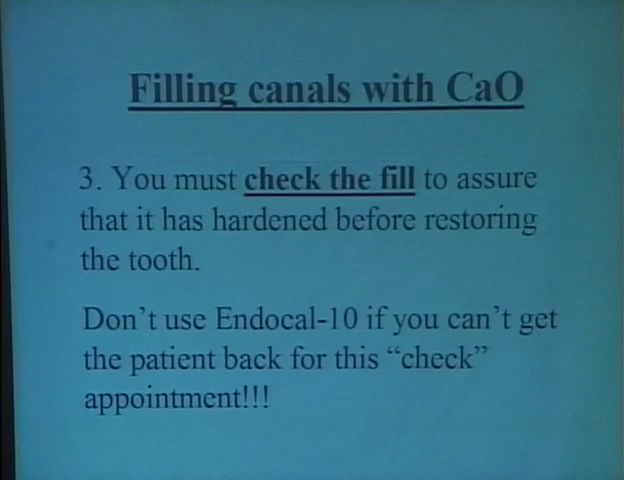 Filling canals with CaO
3. You must check the fill to assure
that it has hardened before restoring
the tooth.
Don't use Endocal-10 if you can't get
the patient back for this “check”
appointment!!!